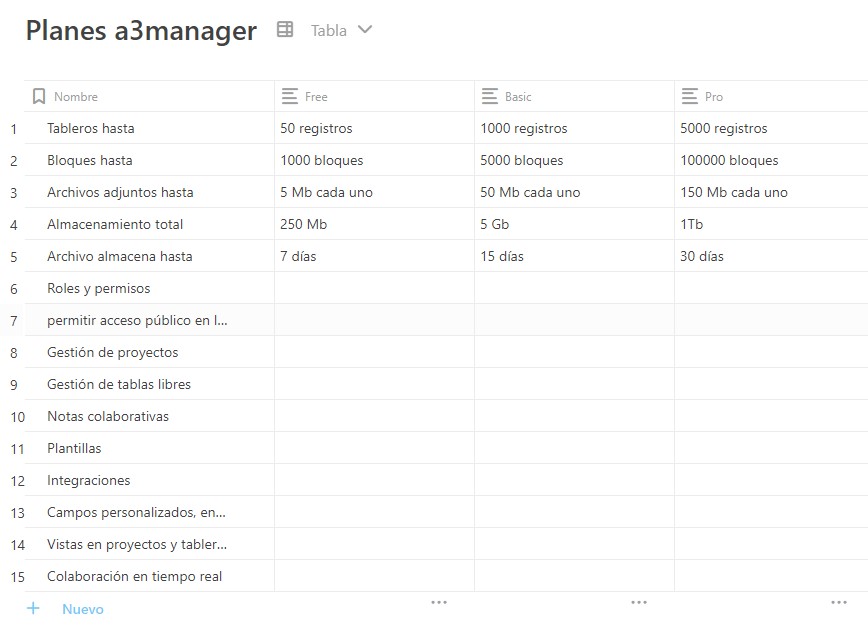 Planes a3manager Tabla
Nombre Free Basic Pro
1 Tableros hasta 50 registros 1000 registros 5000 registros
2 Bloques hasta 1000 bloques 5000 bloques 100000 bloques
3 Archivos adjuntos hasta 5 Mb cada uno 50 Mb cada uno 150 Mb cada uno
4 Almacenamiento total 250 Mb 5 Gb 1Tb
5 Archivo almacena hasta 7 días 15 días 30 días
6 Roles y permisos
7 permitir acceso público en l...
8 Gestión de proyectos
9 Gestión de tablas libres
10 Notas colaborativas
11 Plantillas
12 Integraciones
13 Campos personalizados, en...
14 Vistas en proyectos y tabler...
15 Colaboración en tiempo real
+ Nuevo ... ... ...